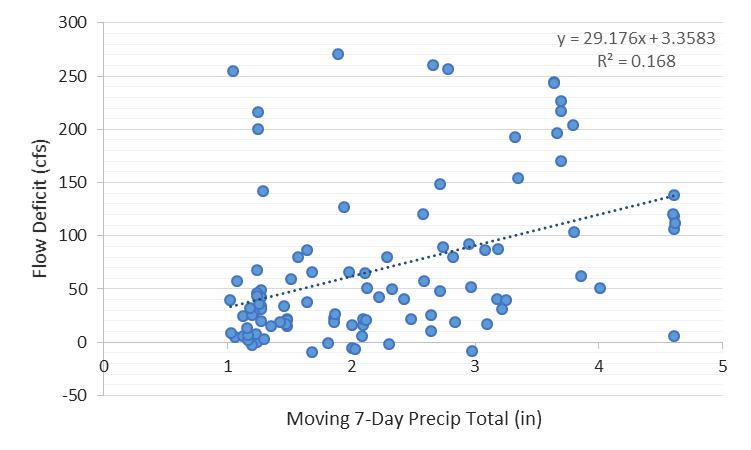 300
y = 29.176x + 3.3583
R² = 0.168
250
200
150
100
50
0
-50
0 1 2 3 4 5
Flow Deficit (cfs)
Moving 7-Day Precip Total (in)